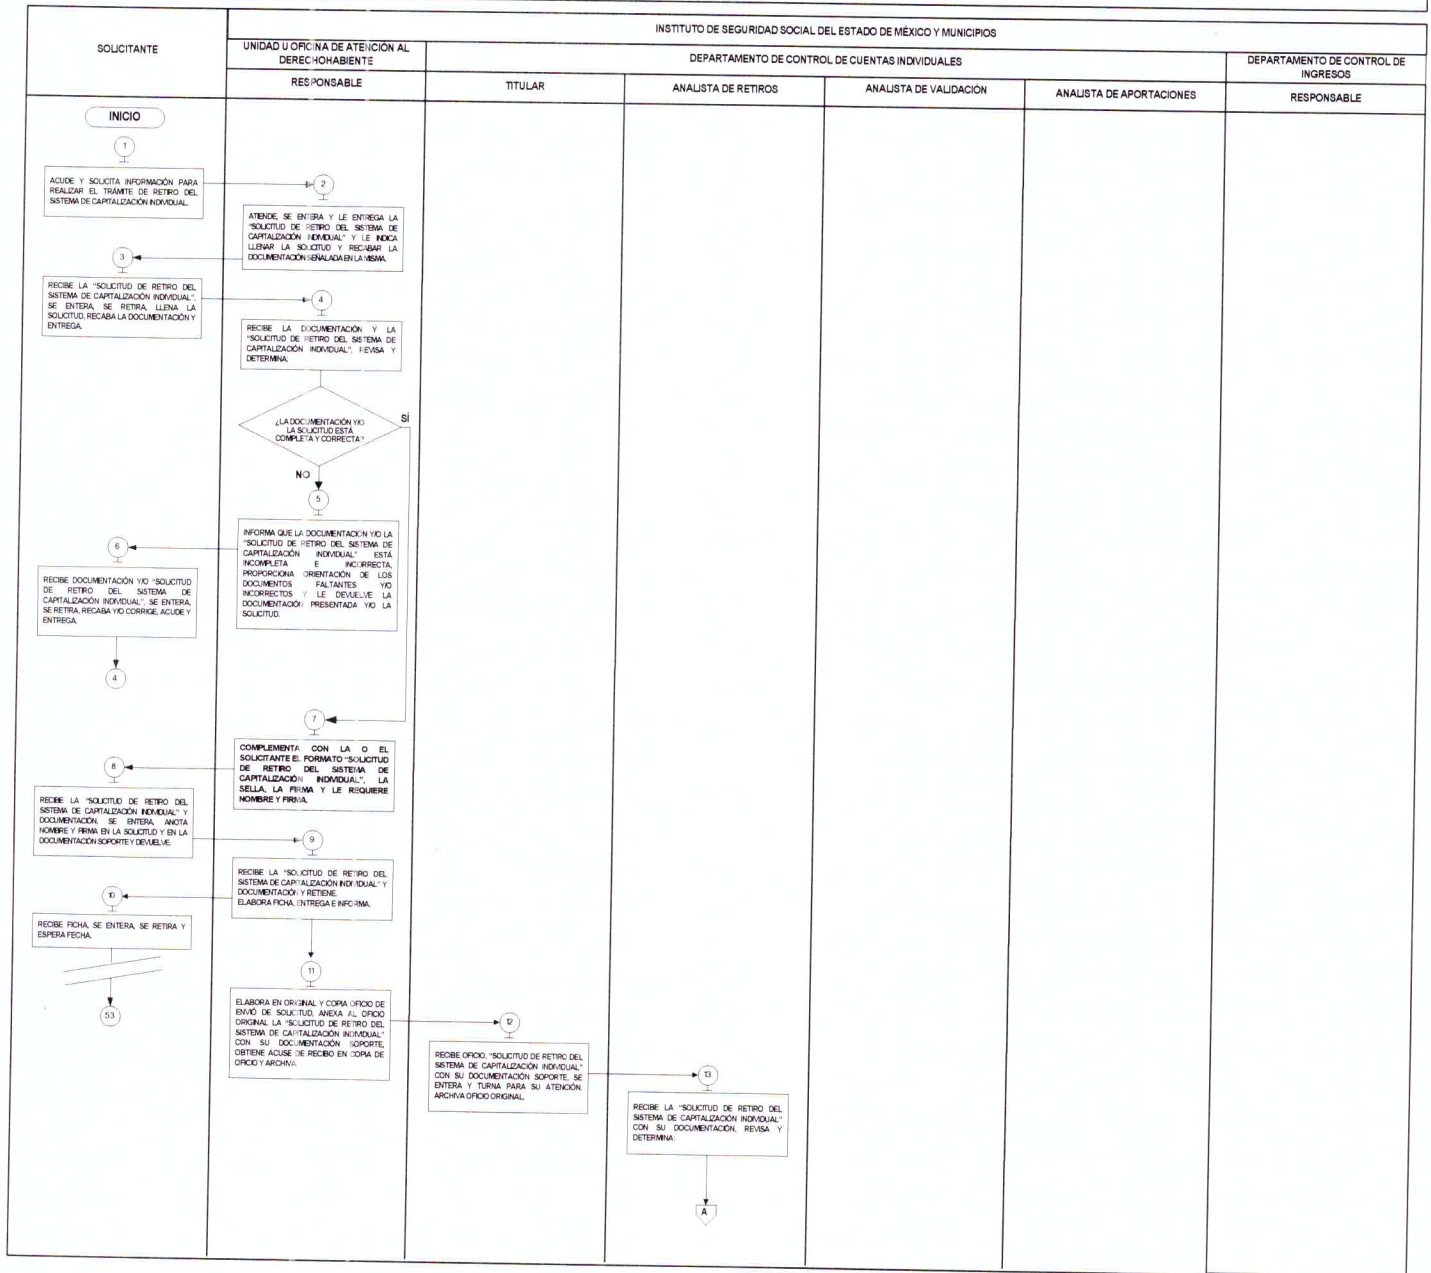 INSTITUTO DE SEGURIDAD SOCIAL DEL ESTADO DE MÉXICO Y MUNICIPIOS
SOLICITANTE
UNIDAD U OFICINA DE ATENCIÓN AL
DERECHOHABIENTE
DEPARTAMENTO DE CONTROL DE CUENTAS INDIVIDUALES
DEPARTAMENTO DE CONTROL DE
INGRESOS
RESPONSABLE
TITULAR
ANALISTA DE RETIROS
ANALISTA DE VALIDACIÓN
ANALISTA DE APORTACIONES
RESPONSABLE
INICIO
1
ACUDE Y SOLICITA INFORMACIÓN PARA
REALIZAR EL TRÁMITE DE RETIRO DEL
SISTEMA DE CAPITALIZACIÓN INDIVIDUAL.
2
ATIENDE, SE ENTERA Y LE ENTREGA LA
"SOLICITUD DE RETIRO DEL SISTEMA DE
CAPITALIZACIÓN INDIVIDUAL" Y LE INDICA
LLENAR LA SOLICITUD Y RECABAR LA
DOCUMENTACIÓN SEÑALADA EN LA MISMA.
3
RECIBE LA "SOLICITUD DE RETIRO DEL
SISTEMA DE CAPITALIZACIÓN INDIVIDUAL",
SE ENTERA, SE RETIRA, LLENA LA
SOLICITUD, RECABA LA DOCUMENTACIÓN Y
ENTREGA.
4
RECIBE LA DOCUMENTACIÓN Y LA
"SOLICITUD DE RETIRO DEL SISTEMA DE
CAPITALIZACIÓN INDIVIDUAL", REVISA Y
DETERMINA:
¿LA DOCUMENTACIÓN Y/O
LA SOLICITUD ESTÁ
COMPLETA Y CORRECTA?
SÍ
NO
5
INFORMA QUE LA DOCUMENTACIÓN Y/O LA
"SOLICITUD DE RETIRO DEL SISTEMA DE
CAPITALIZACIÓN INDIVIDUAL" ESTÁ
INCOMPLETA E INCORRECTA,
PROPORCIONA ORIENTACIÓN DE LOS
DOCUMENTOS FALTANTES Y/O
INCORRECTOS Y LE DEVUELVE LA
DOCUMENTACIÓN PRESENTADA Y/O LA
SOLICITUD.
6
RECIBE DOCUMENTACIÓN Y/O "SOLICITUD
DE RETIRO DEL SISTEMA DE
CAPITALIZACIÓN INDIVIDUAL", SE ENTERA,
SE RETIRA, RECABA Y/O CORRIGE, ACUDE Y
ENTREGA.
4
7
COMPLEMENTA CON LA O EL
SOLICITANTE EL FORMATO "SOLICITUD
DE RETIRO DEL SISTEMA DE
CAPITALIZACIÓN INDIVIDUAL", LA
SELLA, LA FIRMA Y LE REQUIERE
NOMBRE Y FIRMA.
8
RECIBE LA "SOLICITUD DE RETIRO DEL
SISTEMA DE CAPITALIZACIÓN INDIVIDUAL" Y
DOCUMENTACIÓN, SE ENTERA, ANOTA
NOMBRE Y FIRMA EN LA SOLICITUD Y EN LA
DOCUMENTACIÓN SOPORTE Y DEVUELVE.
9
RECIBE LA "SOLICITUD DE RETIRO DEL
SISTEMA DE CAPITALIZACIÓN INDIVIDUAL" Y
DOCUMENTACIÓN Y RETIENE.
ELABORA FICHA, ENTREGA E INFORMA.
10
RECIBE FICHA, SE ENTERA, SE RETIRA Y
ESPERA FECHA.
53
11
ELABORA EN ORIGINAL Y COPIA OFICIO DE
ENVIÓ DE SOLICITUD, ANEXA AL OFICIO
ORIGINAL LA "SOLICITUD DE RETIRO DEL
SISTEMA DE CAPITALIZACIÓN INDIVIDUAL"
CON SU DOCUMENTACIÓN SOPORTE,
OBTIENE ACUSE DE RECIBO EN COPIA DE
OFICIO Y ARCHIVA.
12
RECIBE OFICIO, "SOLICITUD DE RETIRO DEL
SISTEMA DE CAPITALIZACIÓN INDIVIDUAL"
CON SU DOCUMENTACIÓN SOPORTE, SE
ENTERA Y TURNA PARA SU ATENCIÓN.
ARCHIVA OFICIO ORIGINAL.
13
RECIBE LA "SOLICITUD DE RETIRO DEL
SISTEMA DE CAPITALIZACIÓN INDIVIDUAL"
CON SU DOCUMENTACIÓN, REVISA Y
DETERMINA:
A